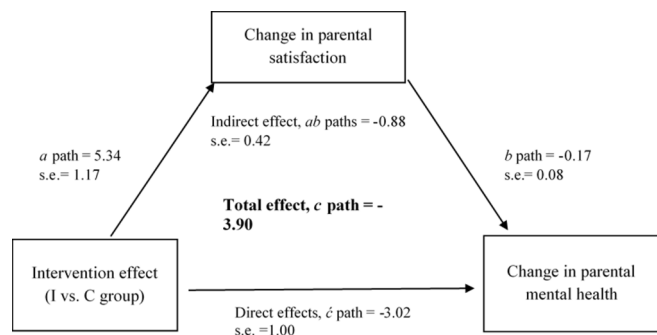 Change in parental
satisfaction
Indirect effect, ab paths = -0.88
s.e.= 0.42
a path = 5.34
s.e.= 1.17
b path = -0.17
s.e.= 0.08
Total effect, c path = -
3.90
Intervention effect
(I vs. C group)
Change in parental
mental health
Direct effects, ć path = -3.02
s.e. =1.00